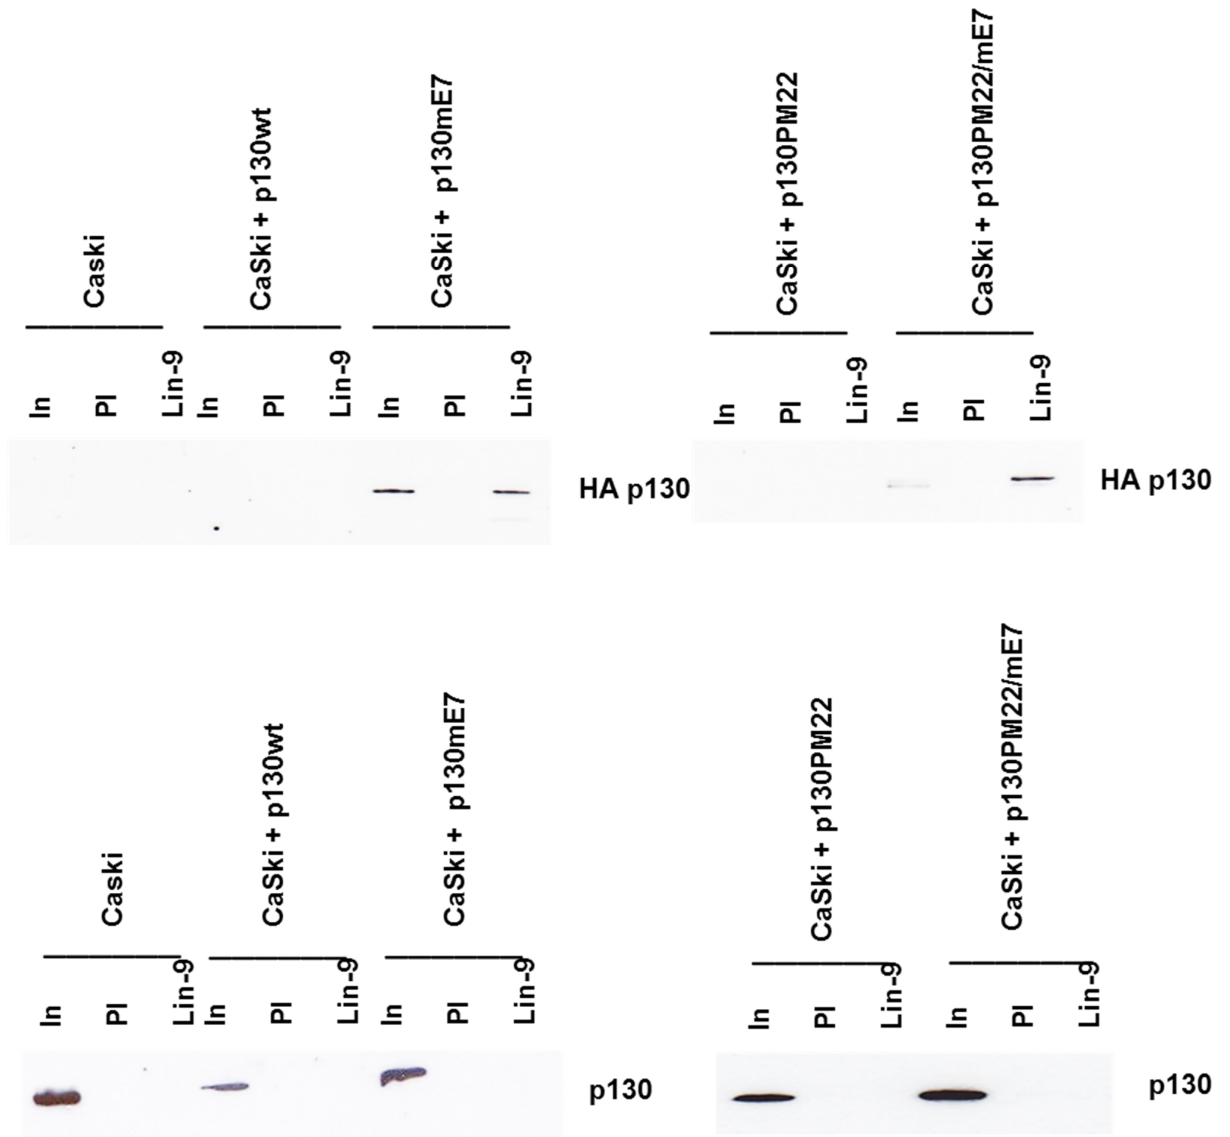 Caski
CaSki + p130wt
CaSki + p130mE7
In
PI
Lin-9
In
PI
Lin-9
In
PI
Lin-9
HA p130
CaSki + p130PM22
CaSki + p130PM22/mE7
In
PI
Lin-9
In
PI
Lin-9
HA p130
Caski
CaSki + p130wt
CaSki + p130mE7
In
PI
Lin-9
In
PI
Lin-9
In
PI
Lin-9
p130
CaSki + p130PM22
CaSki + p130PM22/mE7
In
PI
Lin-9
In
PI
Lin-9
p130